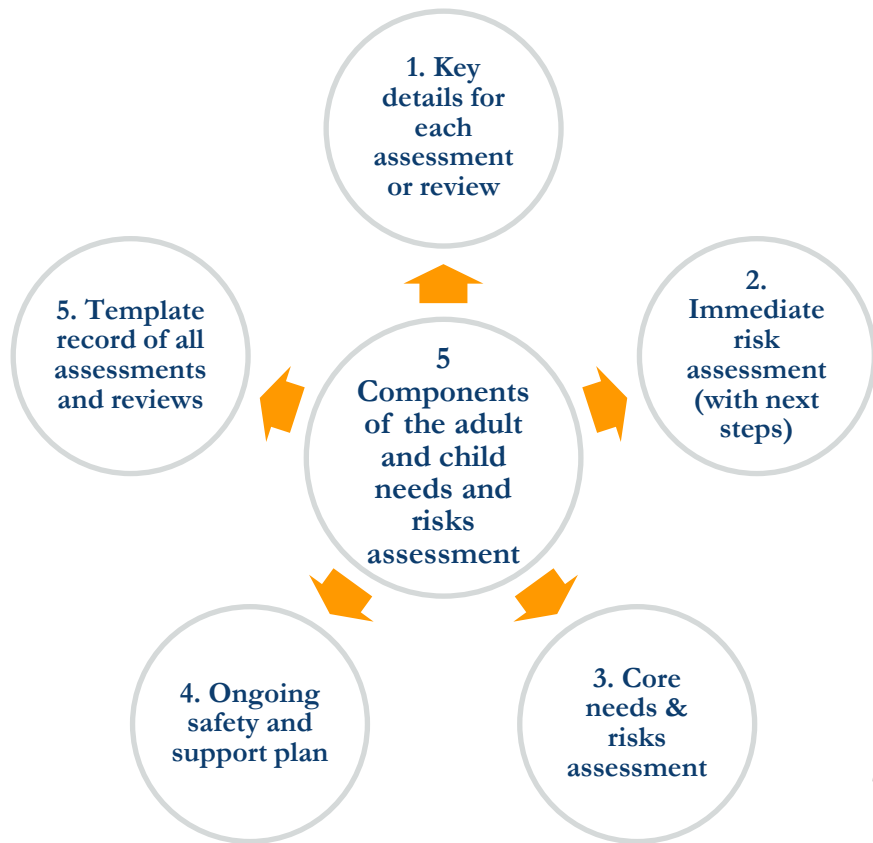 1. Key
details for
each
assessment
or review
2.
Immediate
risk
assessment
(with next
steps)
5. Template
record of all
assessments
and reviews
5
Components
of the adult
and child
needs and
risks
assessment
4. Ongoing
safety and
support plan
3. Core
needs &
risks
assessment